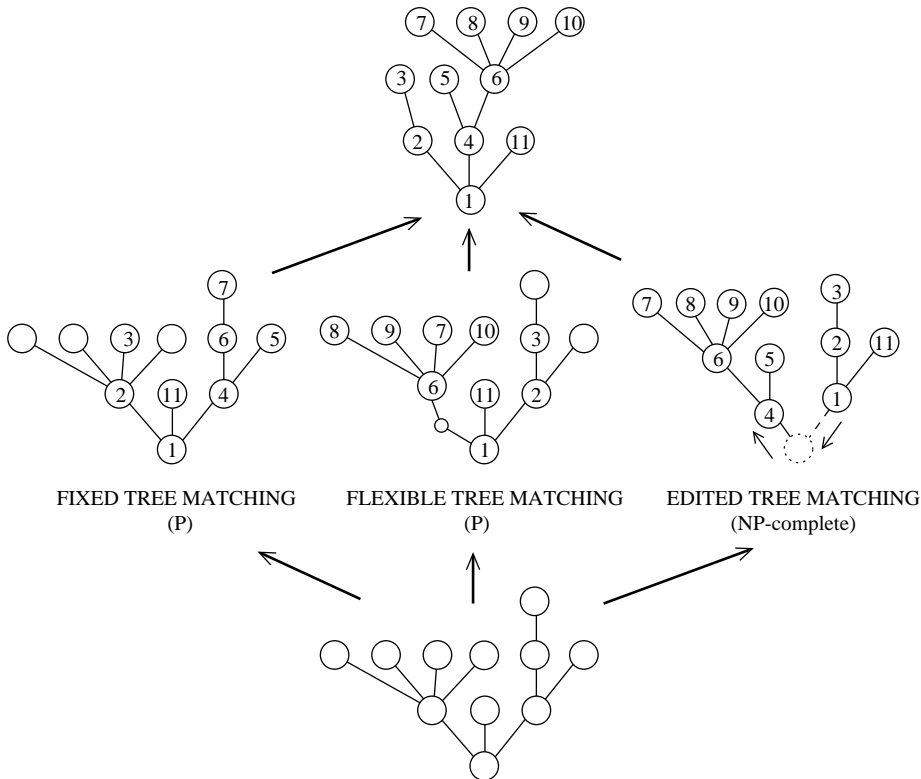 7 8 9 10
3 5 6
2 4 11
1
7
3 6 5
2 11 4
1
8 9 7 10 3
6 11 2
1
7 8 9 10 3
6 5 2 11
4 1
FIXED TREE MATCHING
(P)
FLEXIBLE TREE MATCHING
(P)
EDITED TREE MATCHING
(NP-complete)